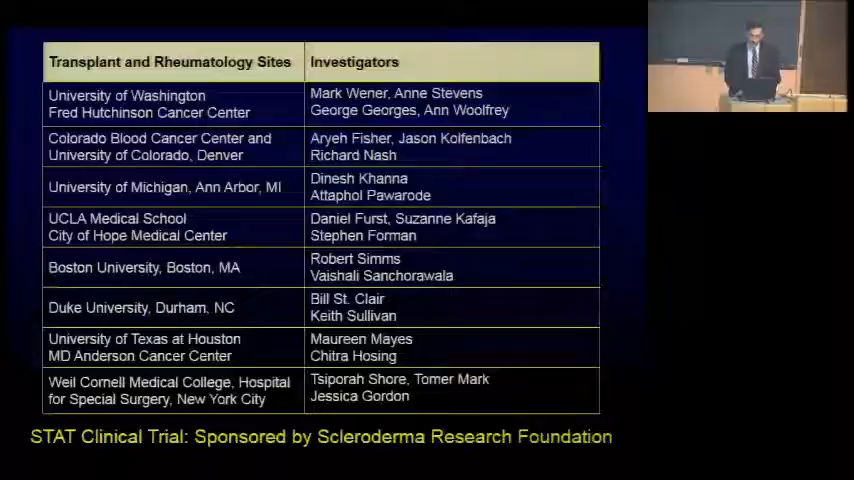 Transplant and Rheumatology Sites
Investigators
University of Washington
Fred Hutchinson Cancer Center
Mark Wener, Anne Stevens
George Georges, Ann Woolfrey
Colorado Blood Cancer Center and
University of Colorado, Denver
Aryeh Fisher, Jason Kolfenbach
Richard Nash
University of Michigan, Ann Arbor, MI
Dinesh Khanna
Attaphol Pawarode
UCLA Medical School
City of Hope Medical Center
Daniel Furst, Suzanne Kafaja
Stephen Forman
Boston University, Boston, MA
Robert Simms
Vaishali Sanchorawala
Duke University, Durham, NC
Bill St. Clair
Keith Sullivan
University of Texas at Houston
MD Anderson Cancer Center
Maureen Mayes
Chitra Hosing
Weil Cornell Medical College, Hospital
for Special Surgery, New York City
Tsiporah Shore, Tomer Mark
Jessica Gordon
STAT Clinical Trial: Sponsored by Scleroderma Research Foundation